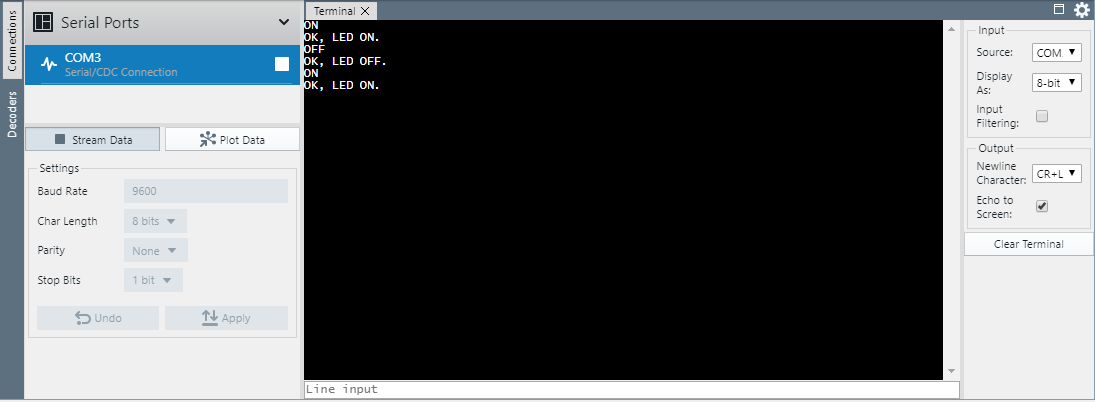 Connections
Decoders
Serial Ports
COM3
Serial/CDC Connection
Stream Data
Plot Data
Settings
Baud Rate
9600
Char Length
8 bits
Parity
None
Stop Bits
1 bit
Undo
Apply
Terminal
ON
OK, LED ON.
OFF
OK, LED OFF.
ON
OK, LED ON.
Line input
Input
Source:
COM
Display
As:
8-bit
Input
Filtering:
Output
Newline
Character:
CR+L
Echo to
Screen:
Clear Terminal